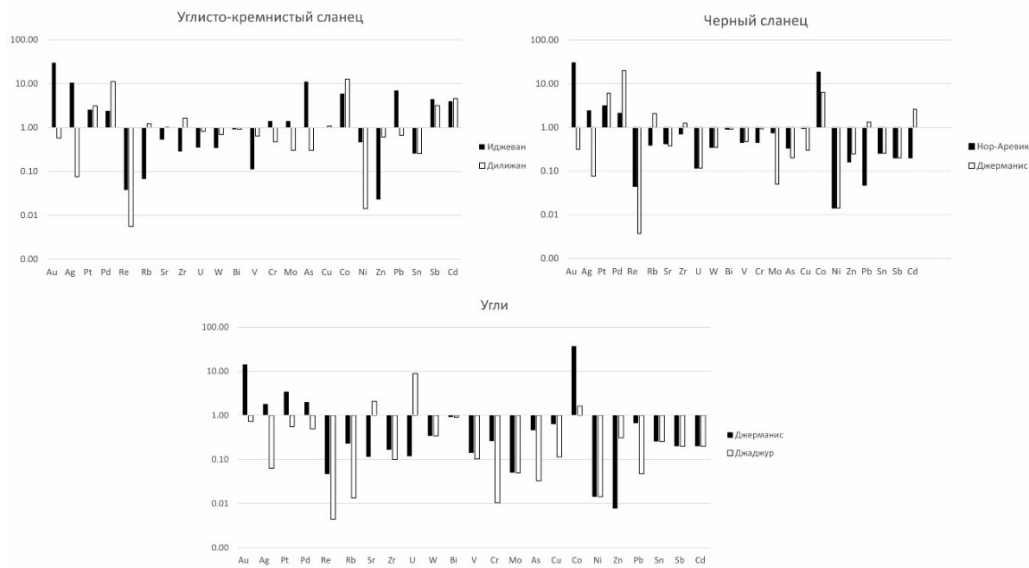 Углисто-кремнистый сланец
100.00
10.00
1.00
0.10
0.01
0.00
Au Ag Pt Pd Re Rb Sr Zr U W Bi V Cr Mo As Cu Co Ni Zn Pb Sn Sb Cd
Иджеван
Дилижан
Черный сланец
100.00
10.00
1.00
0.10
0.01
0.00
Au Ag Pt Pd Re Rb Sr Zr U W Bi V Cr Mo As Cu Co Ni Zn Pb Sn Sb Cd
Нор-Аревик
Джерманис
Угли
100.00
10.00
1.00
0.10
0.01
0.00
Au Ag Pt Pd Re Rb Sr Zr U W Bi V Cr Mo As Cu Co Ni Zn Pb Sn Sb Cd
Джерманис
Джаджур